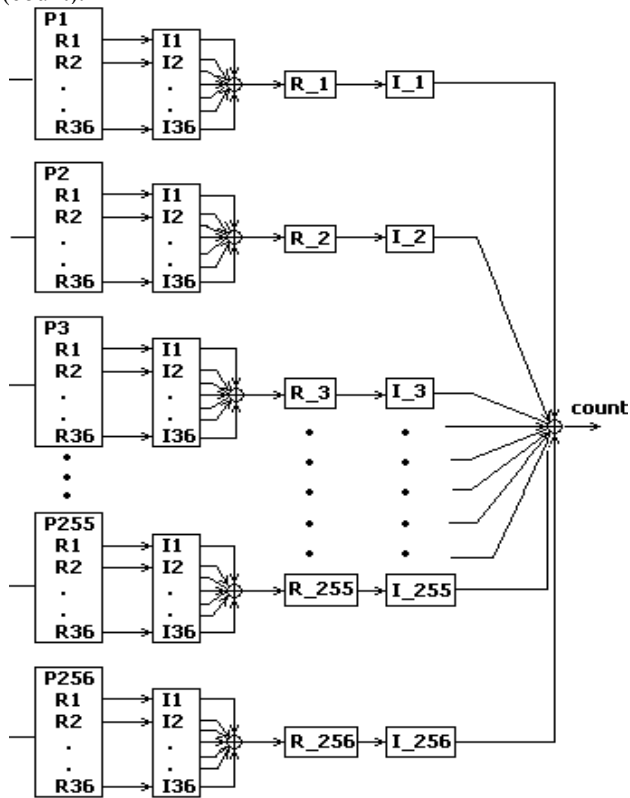 P1
R1 I1
R2 I2
. .
. . R_1 I_1
R36 I36
P2
R1 I1
R2 I2
. . R_2 I_2
. .
R36 I36
P3
R1 I1
R2 I2
. . R_3 I_3
. .
R36 I36
count
P255
R1 I1
R2 I2
. . R_255 I_255
. .
R36 I36
P256
R1 I1
R2 I2
. . R_256 I_256
. .
R36 I36